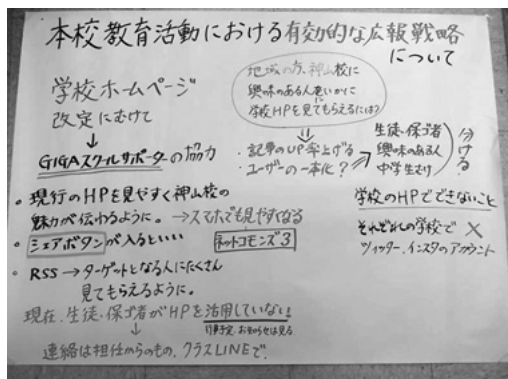 本校教育活動における有効的な広報戦略
について
学校ホームページ
改定にむけて
↓
GIGAスクールサポーターの協力
地域の方、神山校に
興味のある人をいかに
学校HPを見てもらえるには?
・記事のUP率上げる
・ユーザーの一本化?
生徒・保ゴ者
興味のある人
中学生むけ
分ける
• 現行のHPを見やすく神山校の
魅力が伝わるように。→スマホでも見やすくなる
• シェアボタンが入るといい
ネットコモンズ3
• RSS→ターゲットとなる人にたくさん
見てもらえるように。
学校のHPでできないこと
それぞれの学校で ×
ツイッター、インスタのアカウント
現在、生徒・保ゴ者がHPを活用していない
行事予定、お知らせは見る
↓
連絡は担任からのもの、クラスLINEで。